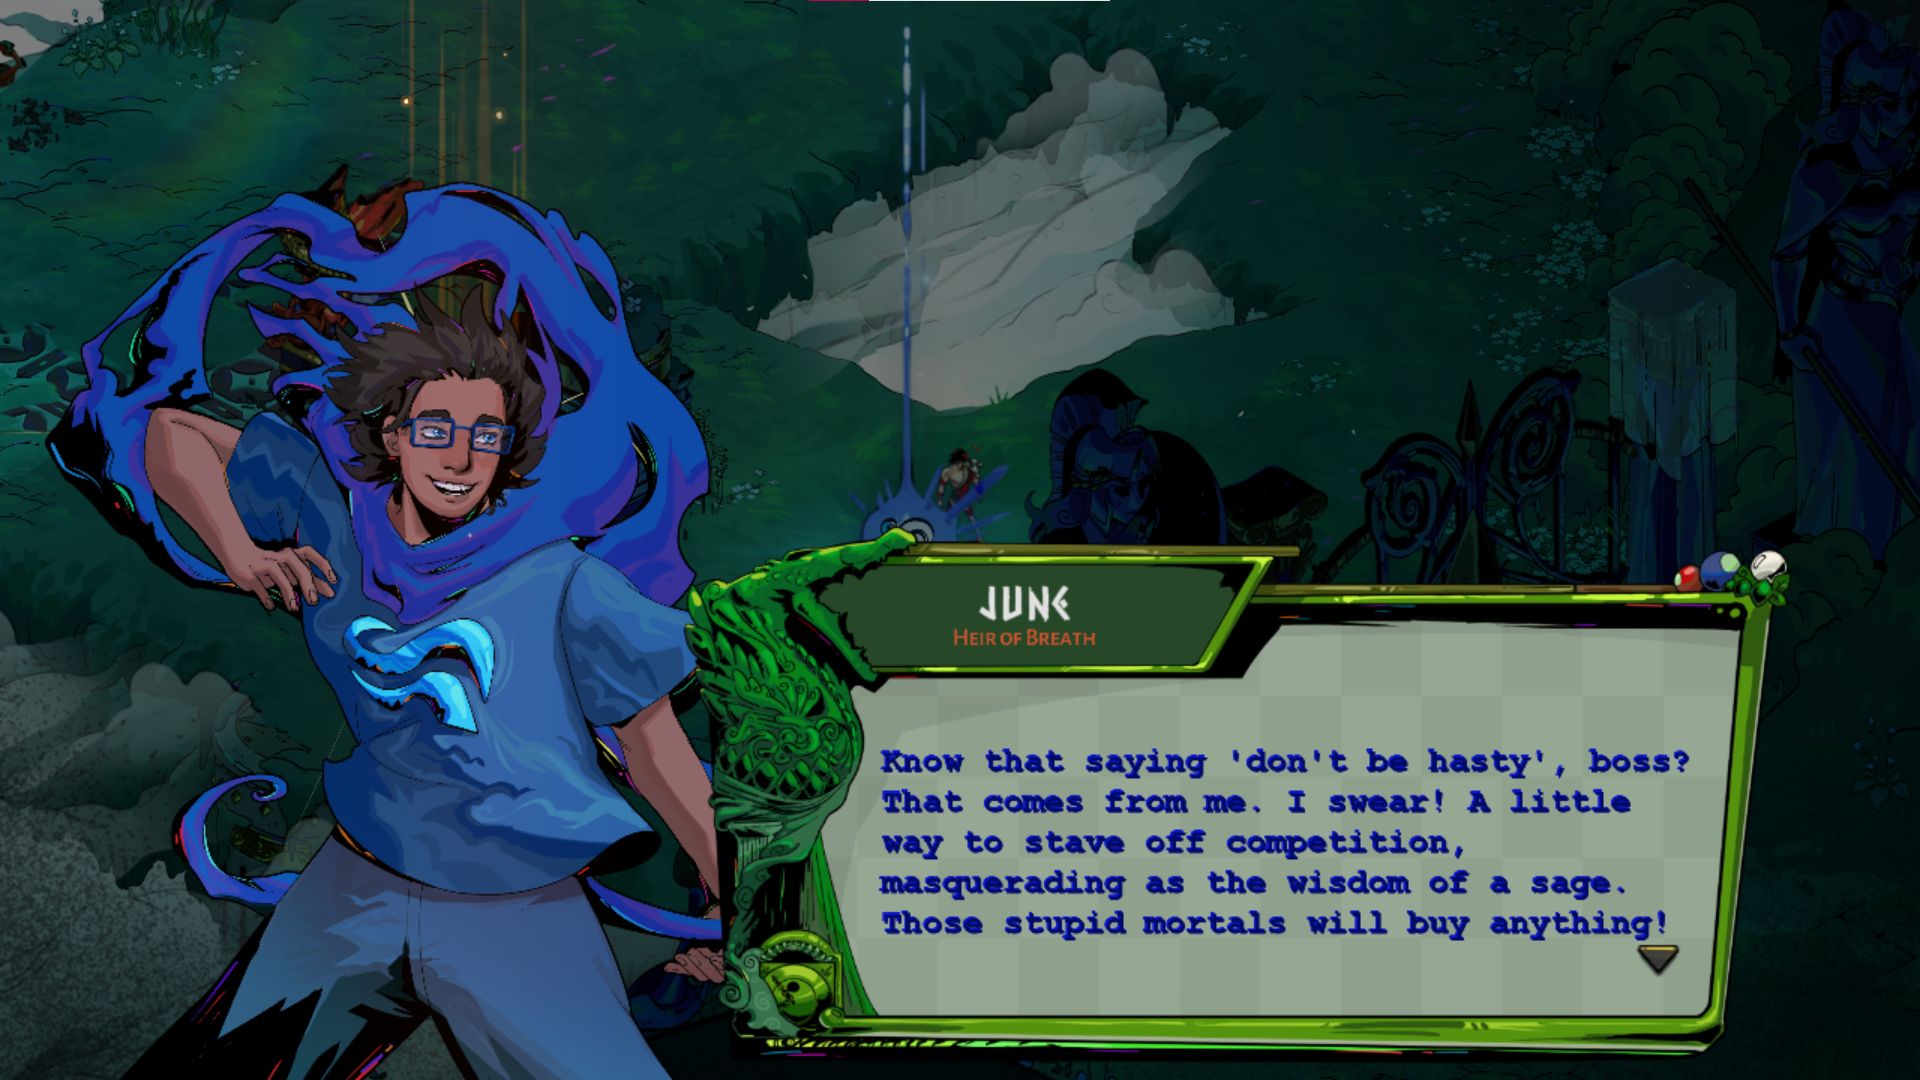 JUNE
HEIR OF BREATH
Know that saying 'don't be hasty', boss?
That comes from me. I swear! A little
way to stave off competition,
masquerading as the wisdom of a sage.
Those stupid mortals will buy anything!